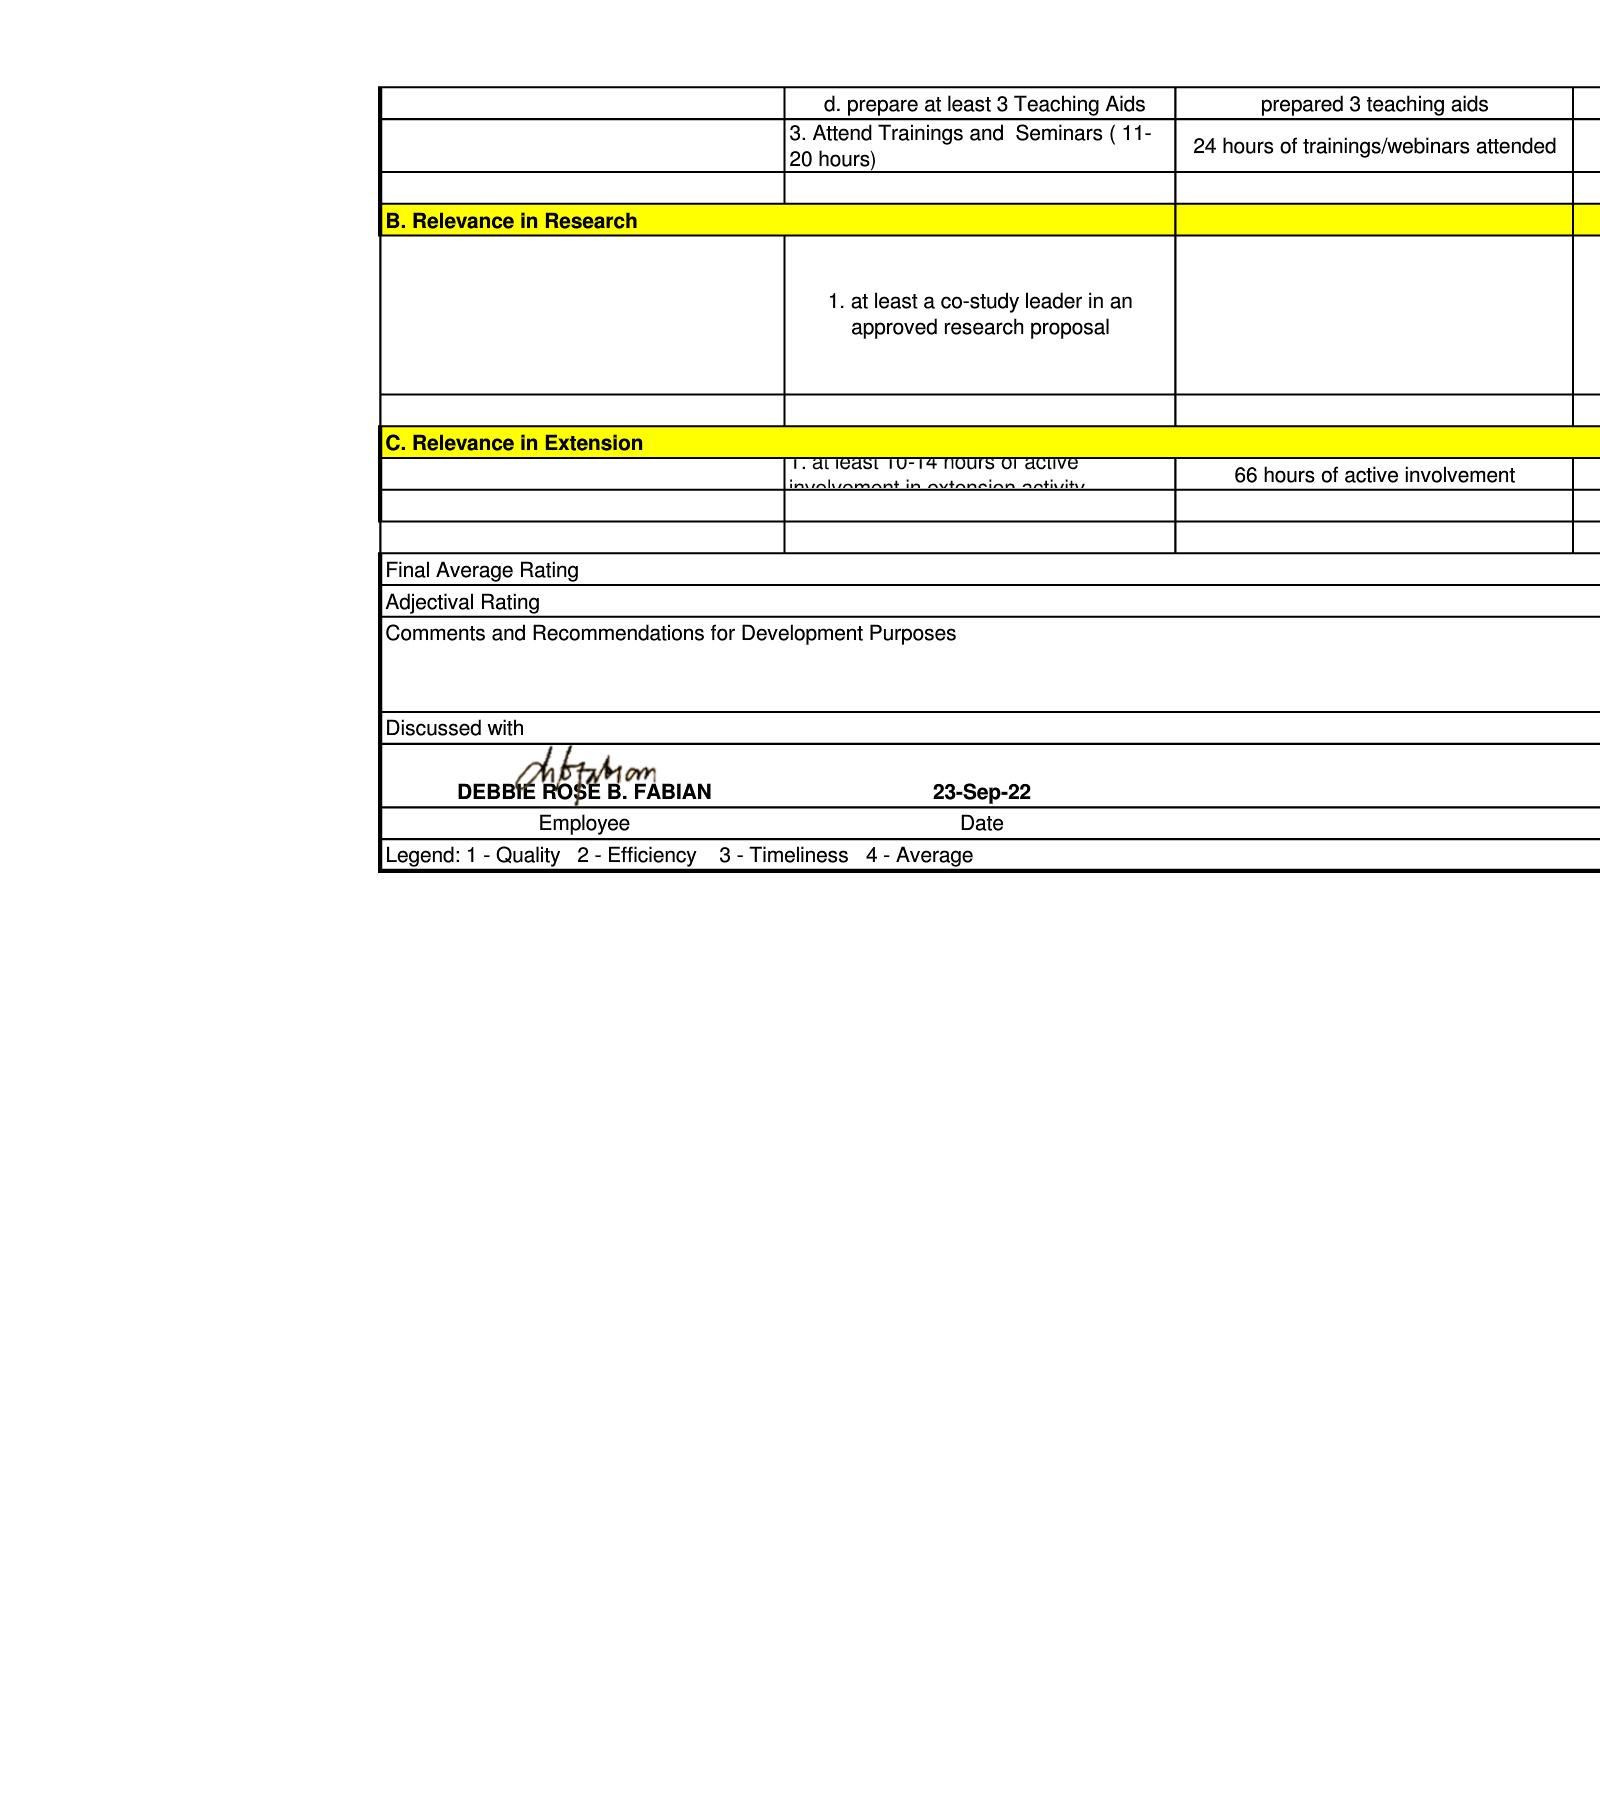 d. prepare at least 3 Teaching Aids
prepared 3 teaching aids
3. Attend Trainings and  Seminars ( 11-
20 hours)
24 hours of trainings/webinars attended
B. Relevance in Research
1. at least a co-study leader in an
approved research proposal
C. Relevance in Extension
1. at least 10-14 hours of active
involvement in extension activity
66 hours of active involvement
Final Average Rating
Adjectival Rating
Comments and Recommendations for Development Purposes
Discussed with
DEBBIE ROSE B. FABIAN
23-Sep-22
Employee
Date
Legend: 1 - Quality   2 - Efficiency    3 - Timeliness   4 - Average